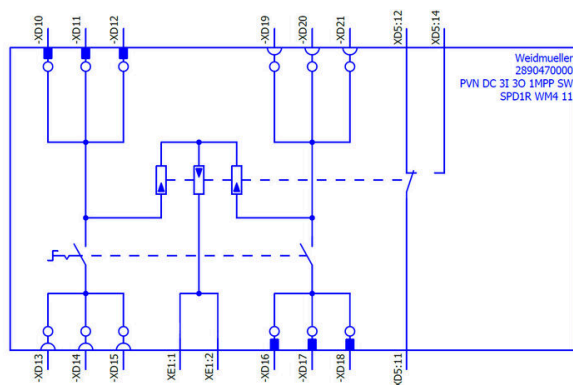 -XD10
-XD11
-XD12
-XD19
-XD20
-XD21
XD5:12
XD5:14
Weidmueller
2890470000
PVN DC 3I 3O 1MPP SW
SPD1R WM4 11
-XD13
-XD14
-XD15
XE1:1
XE1:2
-XD16
-XD17
-XD18
XD5:11